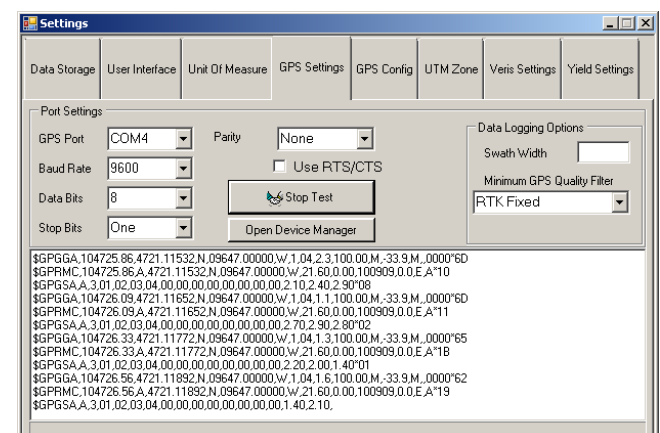 Settings
Data Storage User Interface Unit Of Measure GPS Settings GPS Config UTM Zone Veris Settings Yield Settings
Port Settings
GPS Port COM4 Parity None
Baud Rate 9600 Use RTS/CTS
Data Bits 8 Stop Test
Stop Bits One Open Device Manager
Data Logging Options
Swath Width
Minimum GPS Quality Filter
RTK Fixed
$GPGGA,104725.86,4721.11532,N,09647.00000,W,1,04,2.3,100.00,M,-33.9,M,,0000*6D
$GPRMC,104725.86,A,4721.11532,N,09647.00000,W,21.60,0.00,100909,0.0,E,A*10
$GPGSA,A,3,01,02,03,04,00,00,00,00,00,00,00,00,2.10,2.40,2.90*08
$GPGGA,104726.09,4721.11652,N,09647.00000,W,1,04,1.1,100.00,M,-33.9,M,,0000*6D
$GPRMC,104726.09,A,4721.11652,N,09647.00000,W,21.60,0.00,100909,0.0,E,A*11
$GPGSA,A,3,01,02,03,04,00,00,00,00,00,00,00,00,2.70,2.90,2.80*02
$GPGGA,104726.33,4721.11772,N,09647.00000,W,1,04,1.3,100.00,M,-33.9,M,,0000*65
$GPRMC,104726.33,A,4721.11772,N,09647.00000,W,21.60,0.00,100909,0.0,E,A*1B
$GPGSA,A,3,01,02,03,04,00,00,00,00,00,00,00,00,2.20,2.00,1.40*01
$GPGGA,104726.56,4721.11892,N,09647.00000,W,1,04,1.6,100.00,M,-33.9,M,,0000*62
$GPRMC,104726.56,A,4721.11892,N,09647.00000,W,21.60,0.00,100909,0.0,E,A*19
$GPGSA,A,3,01,02,03,04,00,00,00,00,00,00,00,00,1.40,2.10,